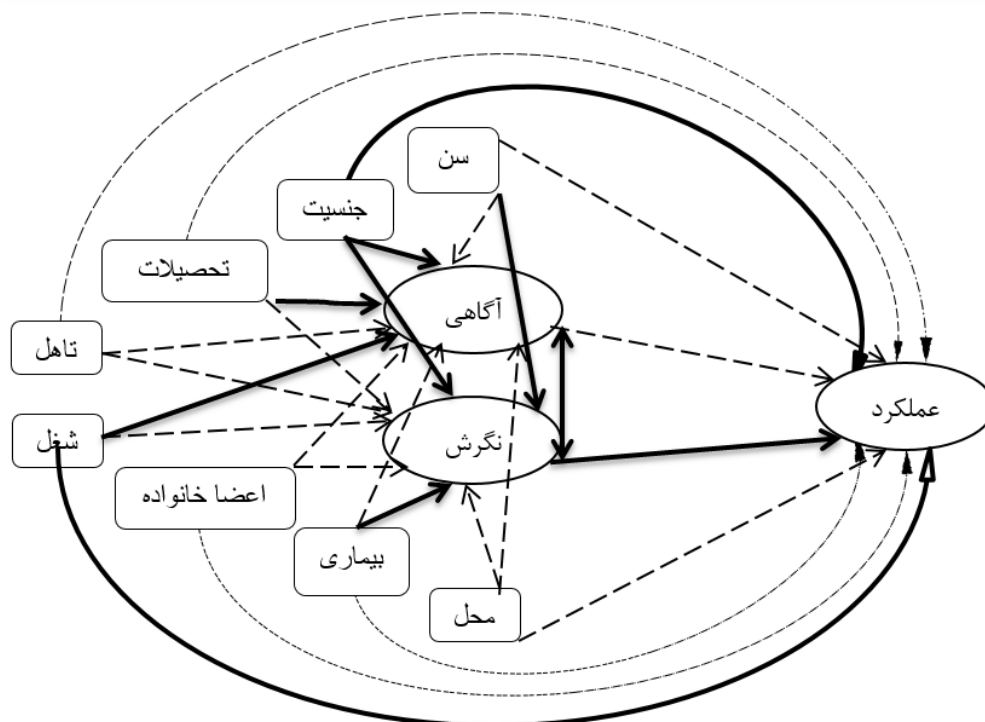 سن
جنسیت
تحصیلات
آگاهی
تاهل
عملکرد
شغل
نگرش
اعضا خانواده
بیماری
محل